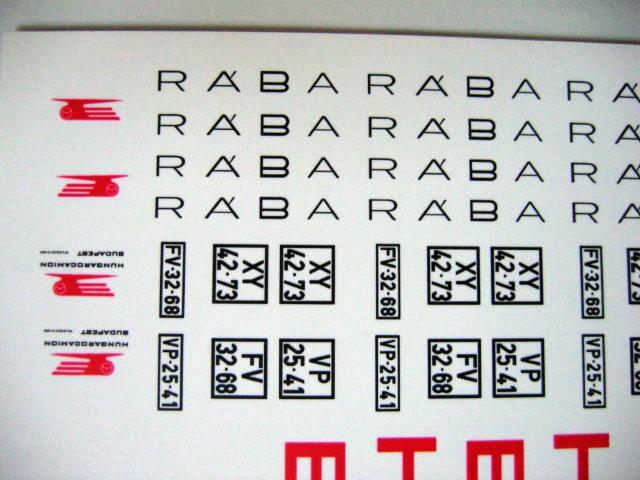 RÁBA RÁBA RÁ
RÁBA RÁBA RÁ
RÁBA RÁBA RÁ
RÁBA RÁBA RÁ
HUNGAROCAMION
BUDAPEST
FV·32·68
XY
42·73
XY
42·73
FV·32·68
XY
42·73
XY
42·73
FV·32·68
HUNGAROCAMION
BUDAPEST
VP·25·41
FV
32·68
VP
25·41
VP·25·41
FV
32·68
VP
25·41
VP·25·41